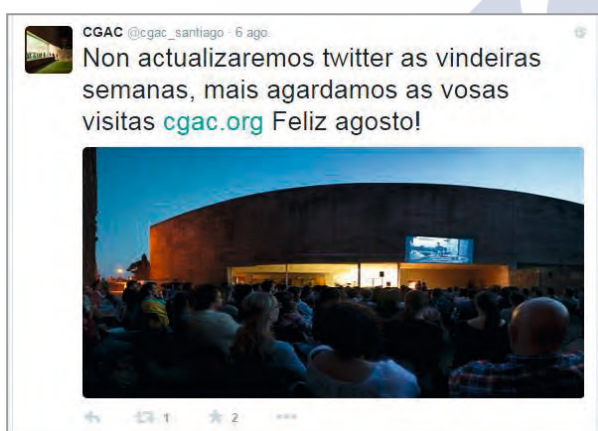 CGAC @cgac_santiago · 6 ago.
Non actualizaremos twitter as vindeiras
semanas, mais agardamos as vosas
visitas cgac.org Feliz agosto!
1 2